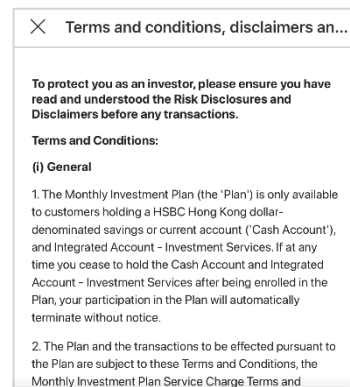 Terms and conditions, disclaimers an...
To protect you as an investor, please ensure you have
read and understood the Risk Disclosures and
Disclaimers before any transactions.
Terms and Conditions:
(i) General
1. The Monthly Investment Plan (the 'Plan') is only available
to customers holding a HSBC Hong Kong dollar-
denominated savings or current account ('Cash Account'),
and Integrated Account - Investment Services. If at any
time you cease to hold the Cash Account and Integrated
Account - Investment Services after being enrolled in the
Plan, your participation in the Plan will automatically
terminate without notice.
2. The Plan and the transactions to be effected pursuant to
the Plan are subject to these Terms and Conditions, the
Monthly Investment Plan Service Charge Terms and